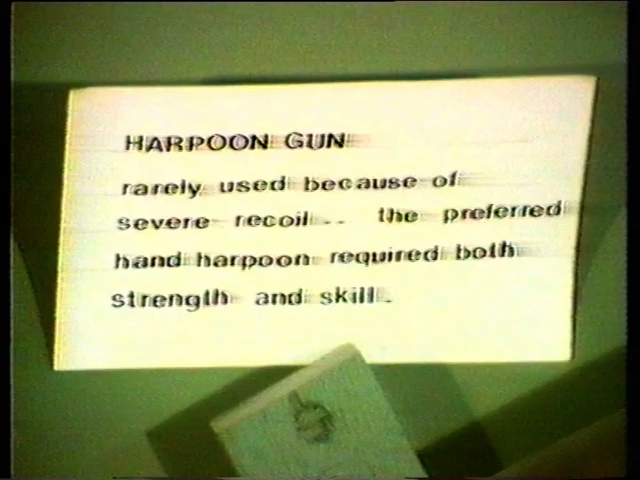 HARPOON GUN
rarely used because of
severe recoil.. the preferred
hand harpoon required both
strength and skill.